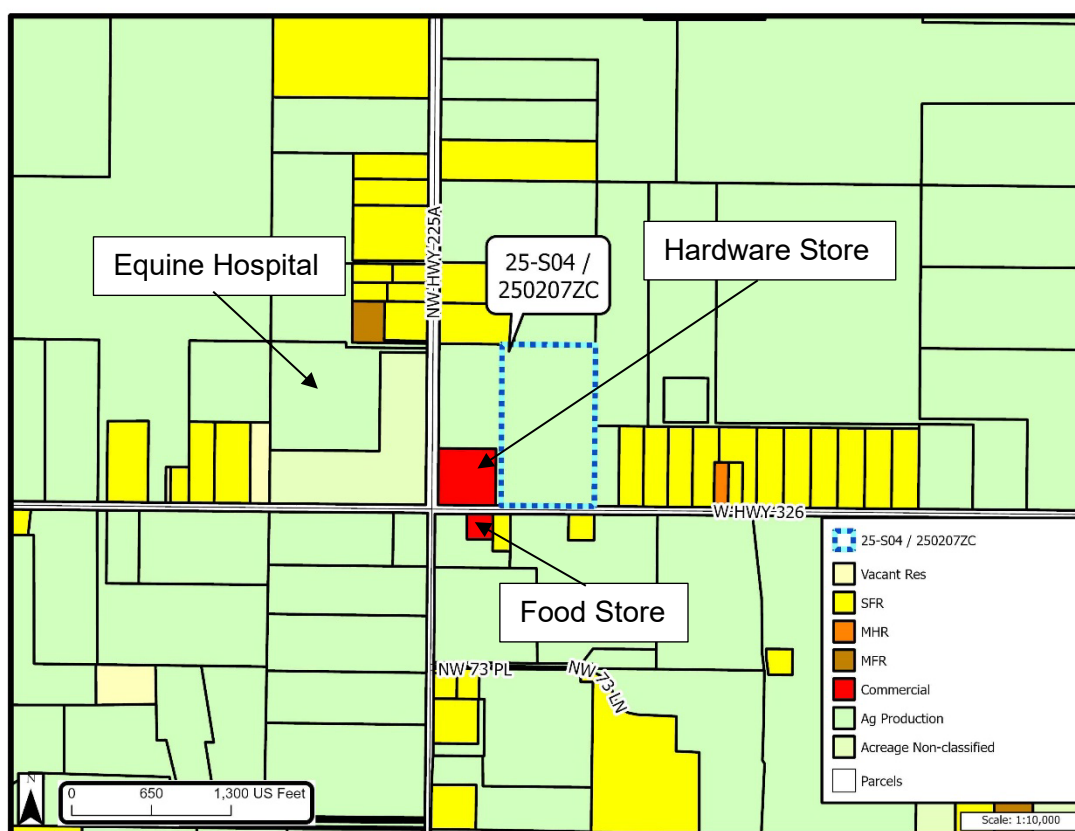 NW-HWY-225A
Equine Hospital
25-S04 /
250207ZC
Hardware Store
W-HWY-326
Food Store
NW 73 PL
NW 73 LN
25-S04 / 250207ZC
Vacant Res
SFR
MHR
MFR
Commercial
Ag Production
Acreage Non-classified
Parcels
N
0 650 1,300 US Feet
Scale: 1:10,000